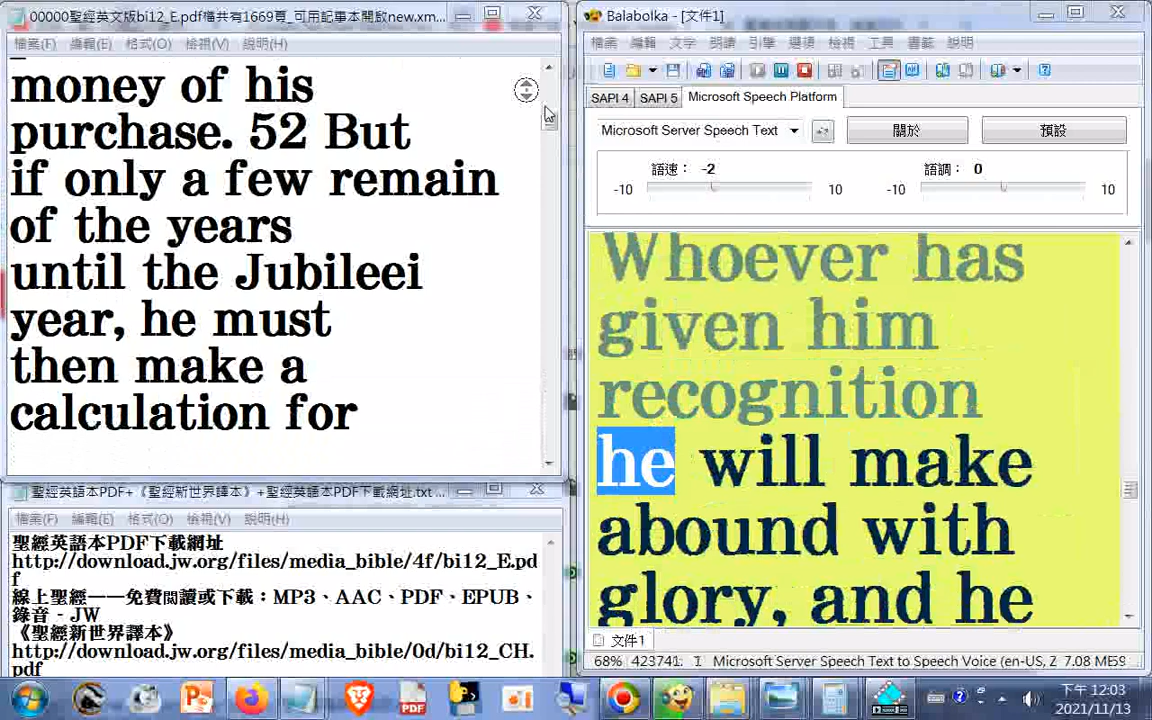 00000聖經英文版bi12_E.pdf檔共有1669頁_可用記事本開啟new.xm...
檔案(F) 編輯(E) 格式(O) 檢視(V) 說明(H)
money of his
purchase. 52 But
if only a few remain
of the years
until the Jubileei
year, he must
then make a
calculation for
聖經英語本PDF+《聖經新世界譯本》+聖經英語本PDF下載網址.txt ...
檔案(F) 編輯(E) 格式(O) 檢視(V) 說明(H)
聖經英語本PDF下載網址
http://download.jw.org/files/media_bible/4f/bi12_E.pd
f
線上聖經——免費閱讀或下載：MP3、AAC、PDF、EPUB、
錄音 - JW
《聖經新世界譯本》
http://download.jw.org/files/media_bible/0d/bi12_CH.
pdf
Balabolka - [文件1]
檔案 編輯 文字 朗讀 引擎 選項 檢視 工具 書籤 說明
SAPI 4 SAPI 5 Microsoft Speech Platform
Microsoft Server Speech Text 關於 預設
語速： -2 語調： 0
-10 10 -10 10
Whoever has
given him
recognition
he will make
abound with
glory, and he
文件1
68% 423741: 1 Microsoft Server Speech Text to Speech Voice (en-US, Z 7.08 ME59
PDF
下午 12:03
2021/11/13